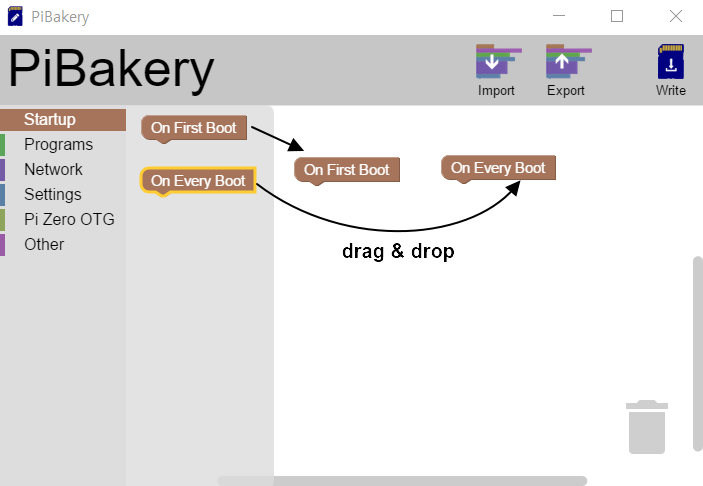 PiBakery
PiBakery
Import
Export
Write
Startup
Programs
Network
Settings
Pi Zero OTG
Other
On First Boot
On Every Boot
On First Boot
On Every Boot
drag & drop